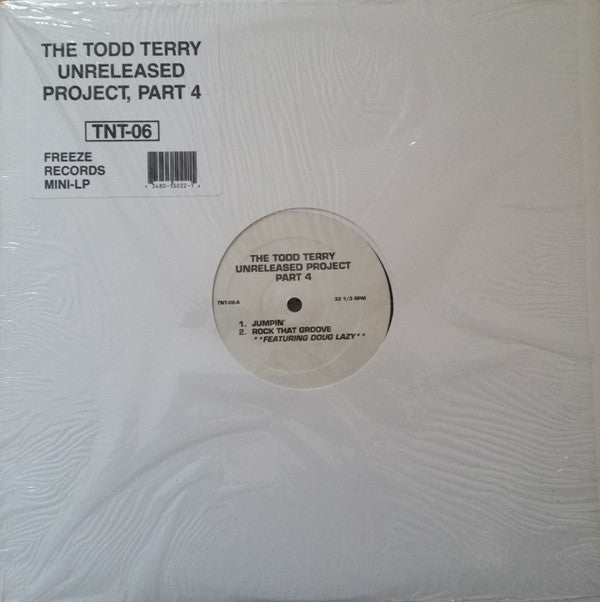 THE TODD TERRY
UNRELEASED
PROJECT, PART 4
TNT-06
FREEZE
RECORDS
MINI-LP
THE TODD TERRY
UNRELEASED PROJECT
PART 4
TNT-06-A 33 1/3 RPM
1. JUMPIN'
2. ROCK THAT GROOVE
**FEATURING DOUG LAZY**